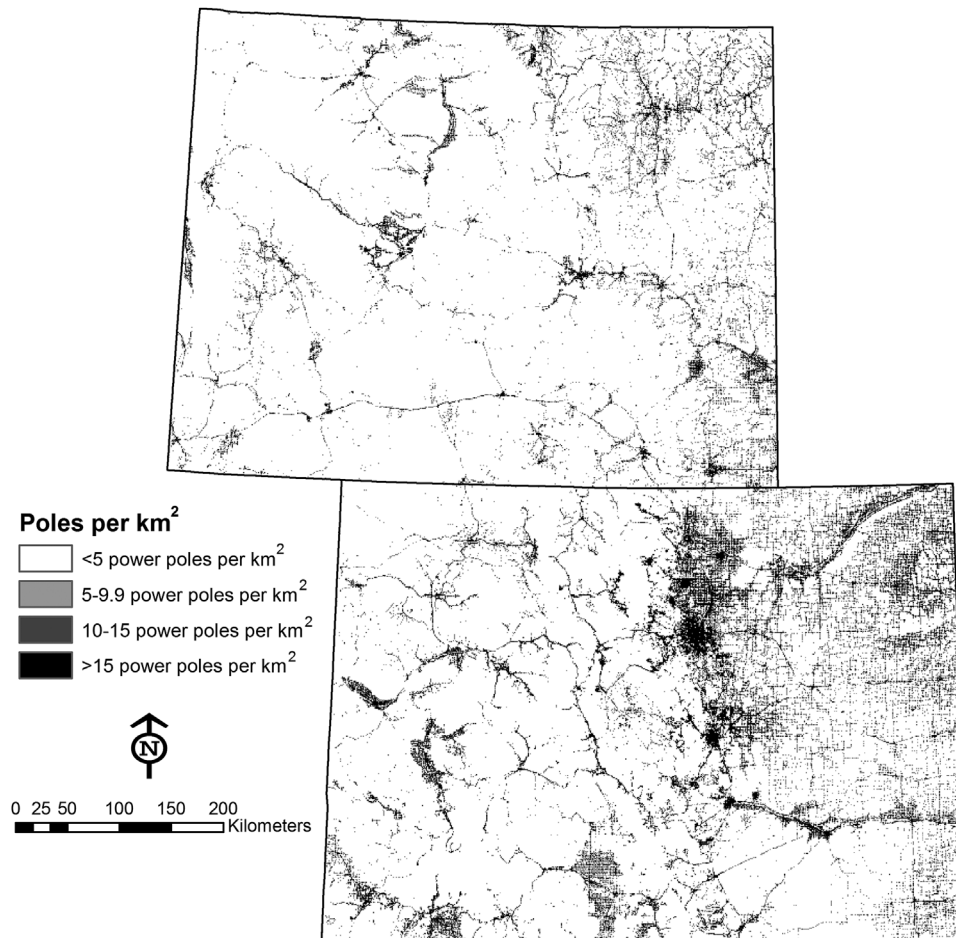 Poles per km²
<5 power poles per km²
5-9.9 power poles per km²
10-15 power poles per km²
>15 power poles per km²
N
0 25 50 100 150 200
Kilometers